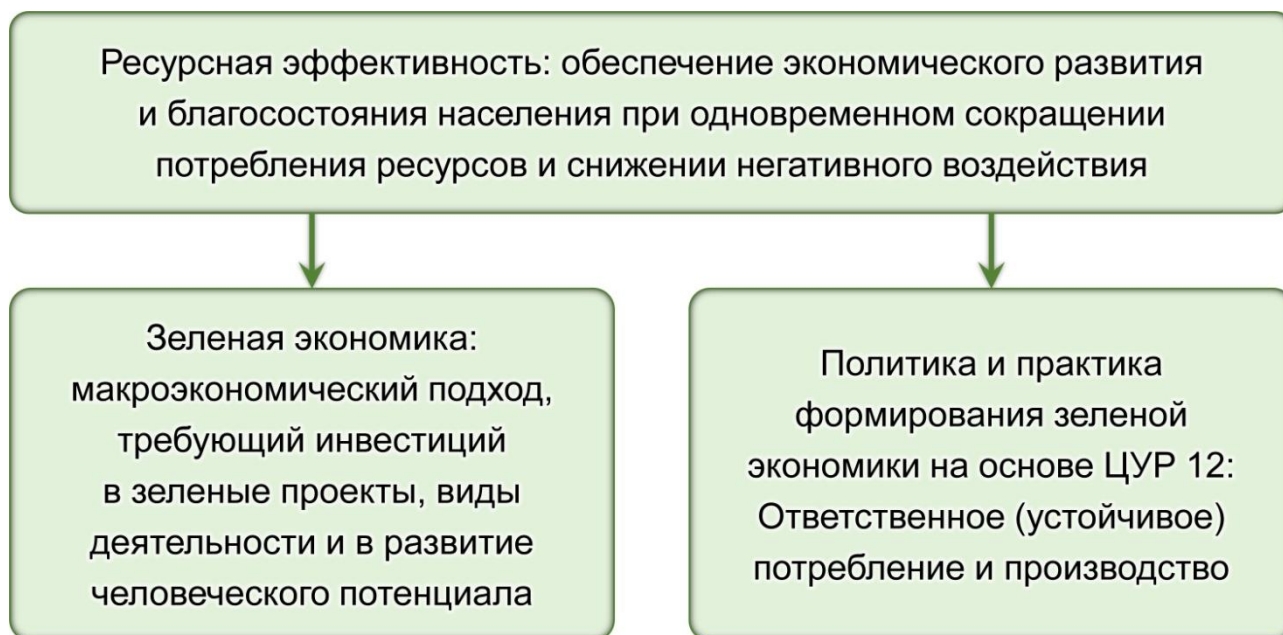 Ресурсная эффективность: обеспечение экономического развития
и благосостояния населения при одновременном сокращении
потребления ресурсов и снижении негативного воздействия
Зеленая экономика:
макроэкономический подход,
требующий инвестиций
в зеленые проекты, виды
деятельности и в развитие
человеческого потенциала
Политика и практика
формирования зеленой
экономики на основе ЦУР 12:
Ответственное (устойчивое)
потребление и производство